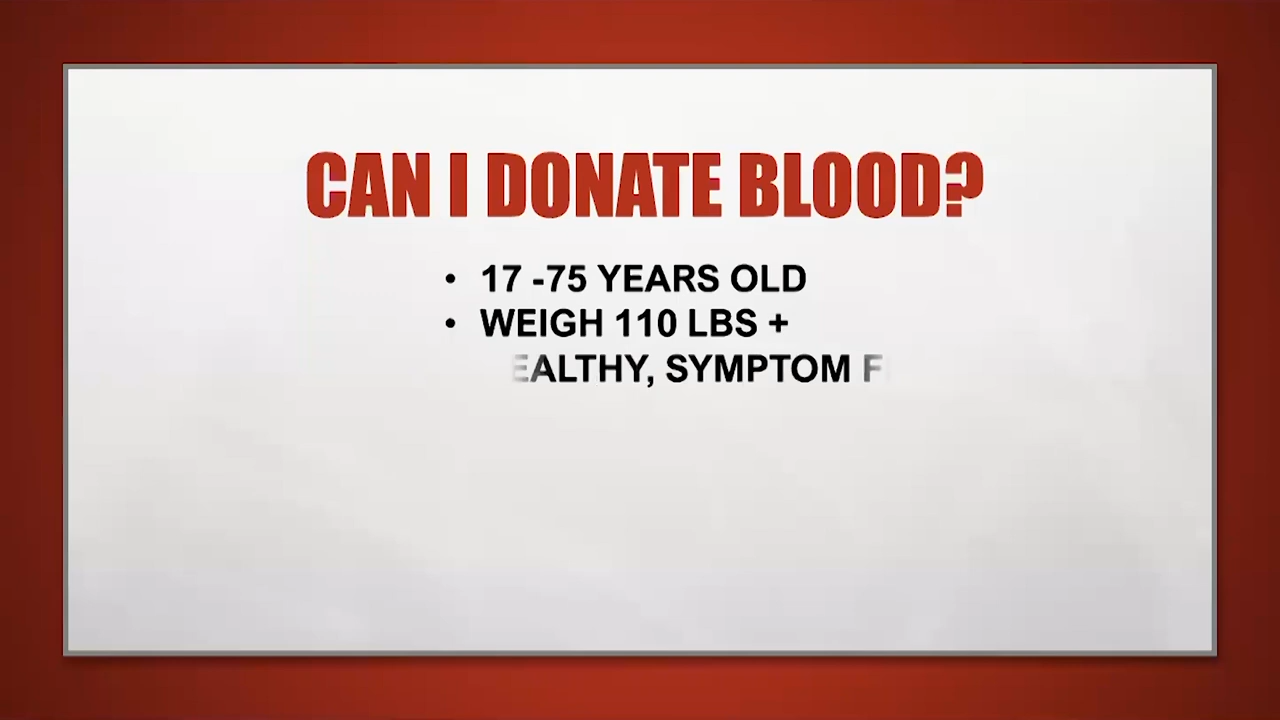 CAN I DONATE BLOOD?
• 17 -75 YEARS OLD
• WEIGH 110 LBS +
EALTHY, SYMPTOM F